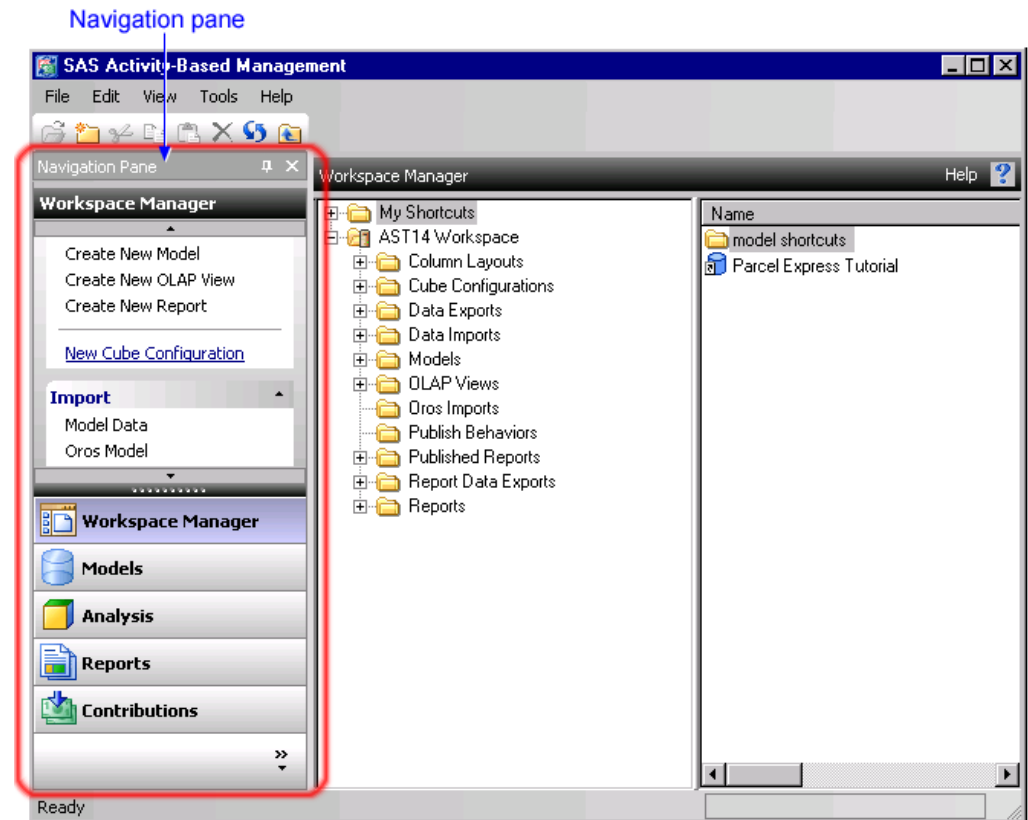 Navigation pane
SAS Activity-Based Management
File Edit View Tools Help
Navigation Pane
Workspace Manager
Create New Model
Create New OLAP View
Create New Report
New Cube Configuration
Import
Model Data
Oros Model
Workspace Manager
Models
Analysis
Reports
Contributions
Workspace Manager
Help
My Shortcuts
AST14 Workspace
Column Layouts
Cube Configurations
Data Exports
Data Imports
Models
OLAP Views
Oros Imports
Publish Behaviors
Published Reports
Report Data Exports
Reports
Name
model shortcuts
Parcel Express Tutorial
Ready